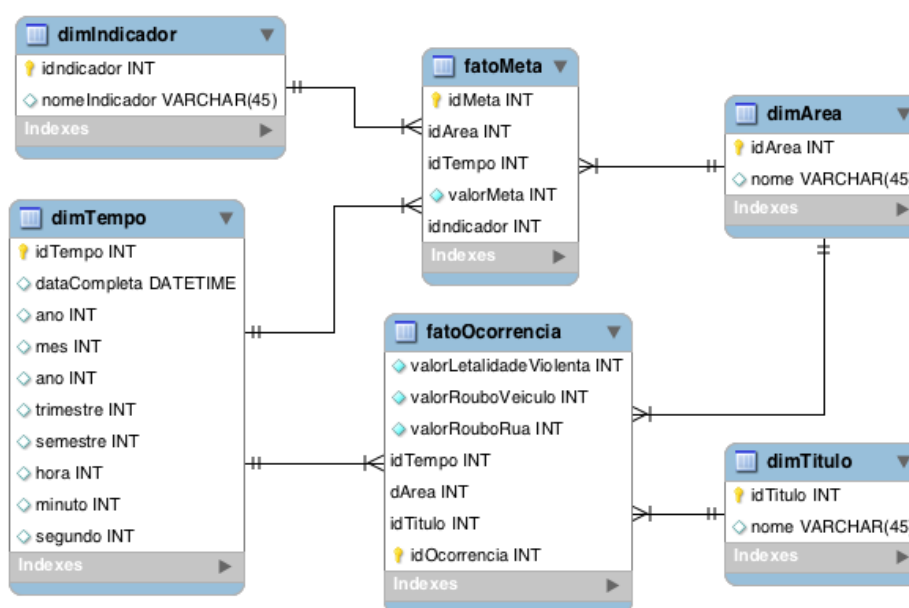 dimIndicador
idndicador INT
nomeIndicador VARCHAR(45)
Indexes
fatoMeta
idMeta INT
idArea INT
idTempo INT
valorMeta INT
idndicador INT
Indexes
dimArea
idArea INT
nome VARCHAR(45
Indexes
dimTempo
idTempo INT
dataCompleta DATETIME
ano INT
mes INT
ano INT
trimestre INT
semestre INT
hora INT
minuto INT
segundo INT
Indexes
fatoOcorrencia
valorLetalidadeViolenta INT
valorRouboVeiculo INT
valorRouboRua INT
idTempo INT
dArea INT
idTitulo INT
idOcorrencia INT
Indexes
dimTitulo
idTitulo INT
nome VARCHAR(45
Indexes